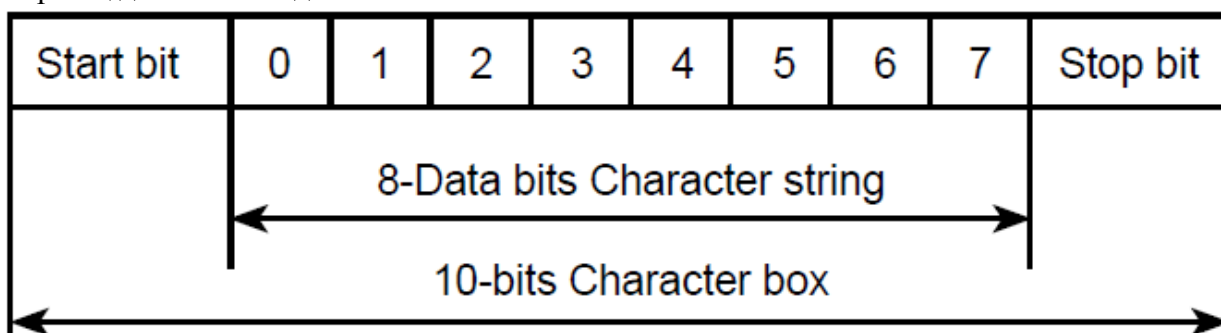 Start bit 0 1 2 3 4 5 6 7 Stop bit
8-Data bits Character string
10-bits Character box